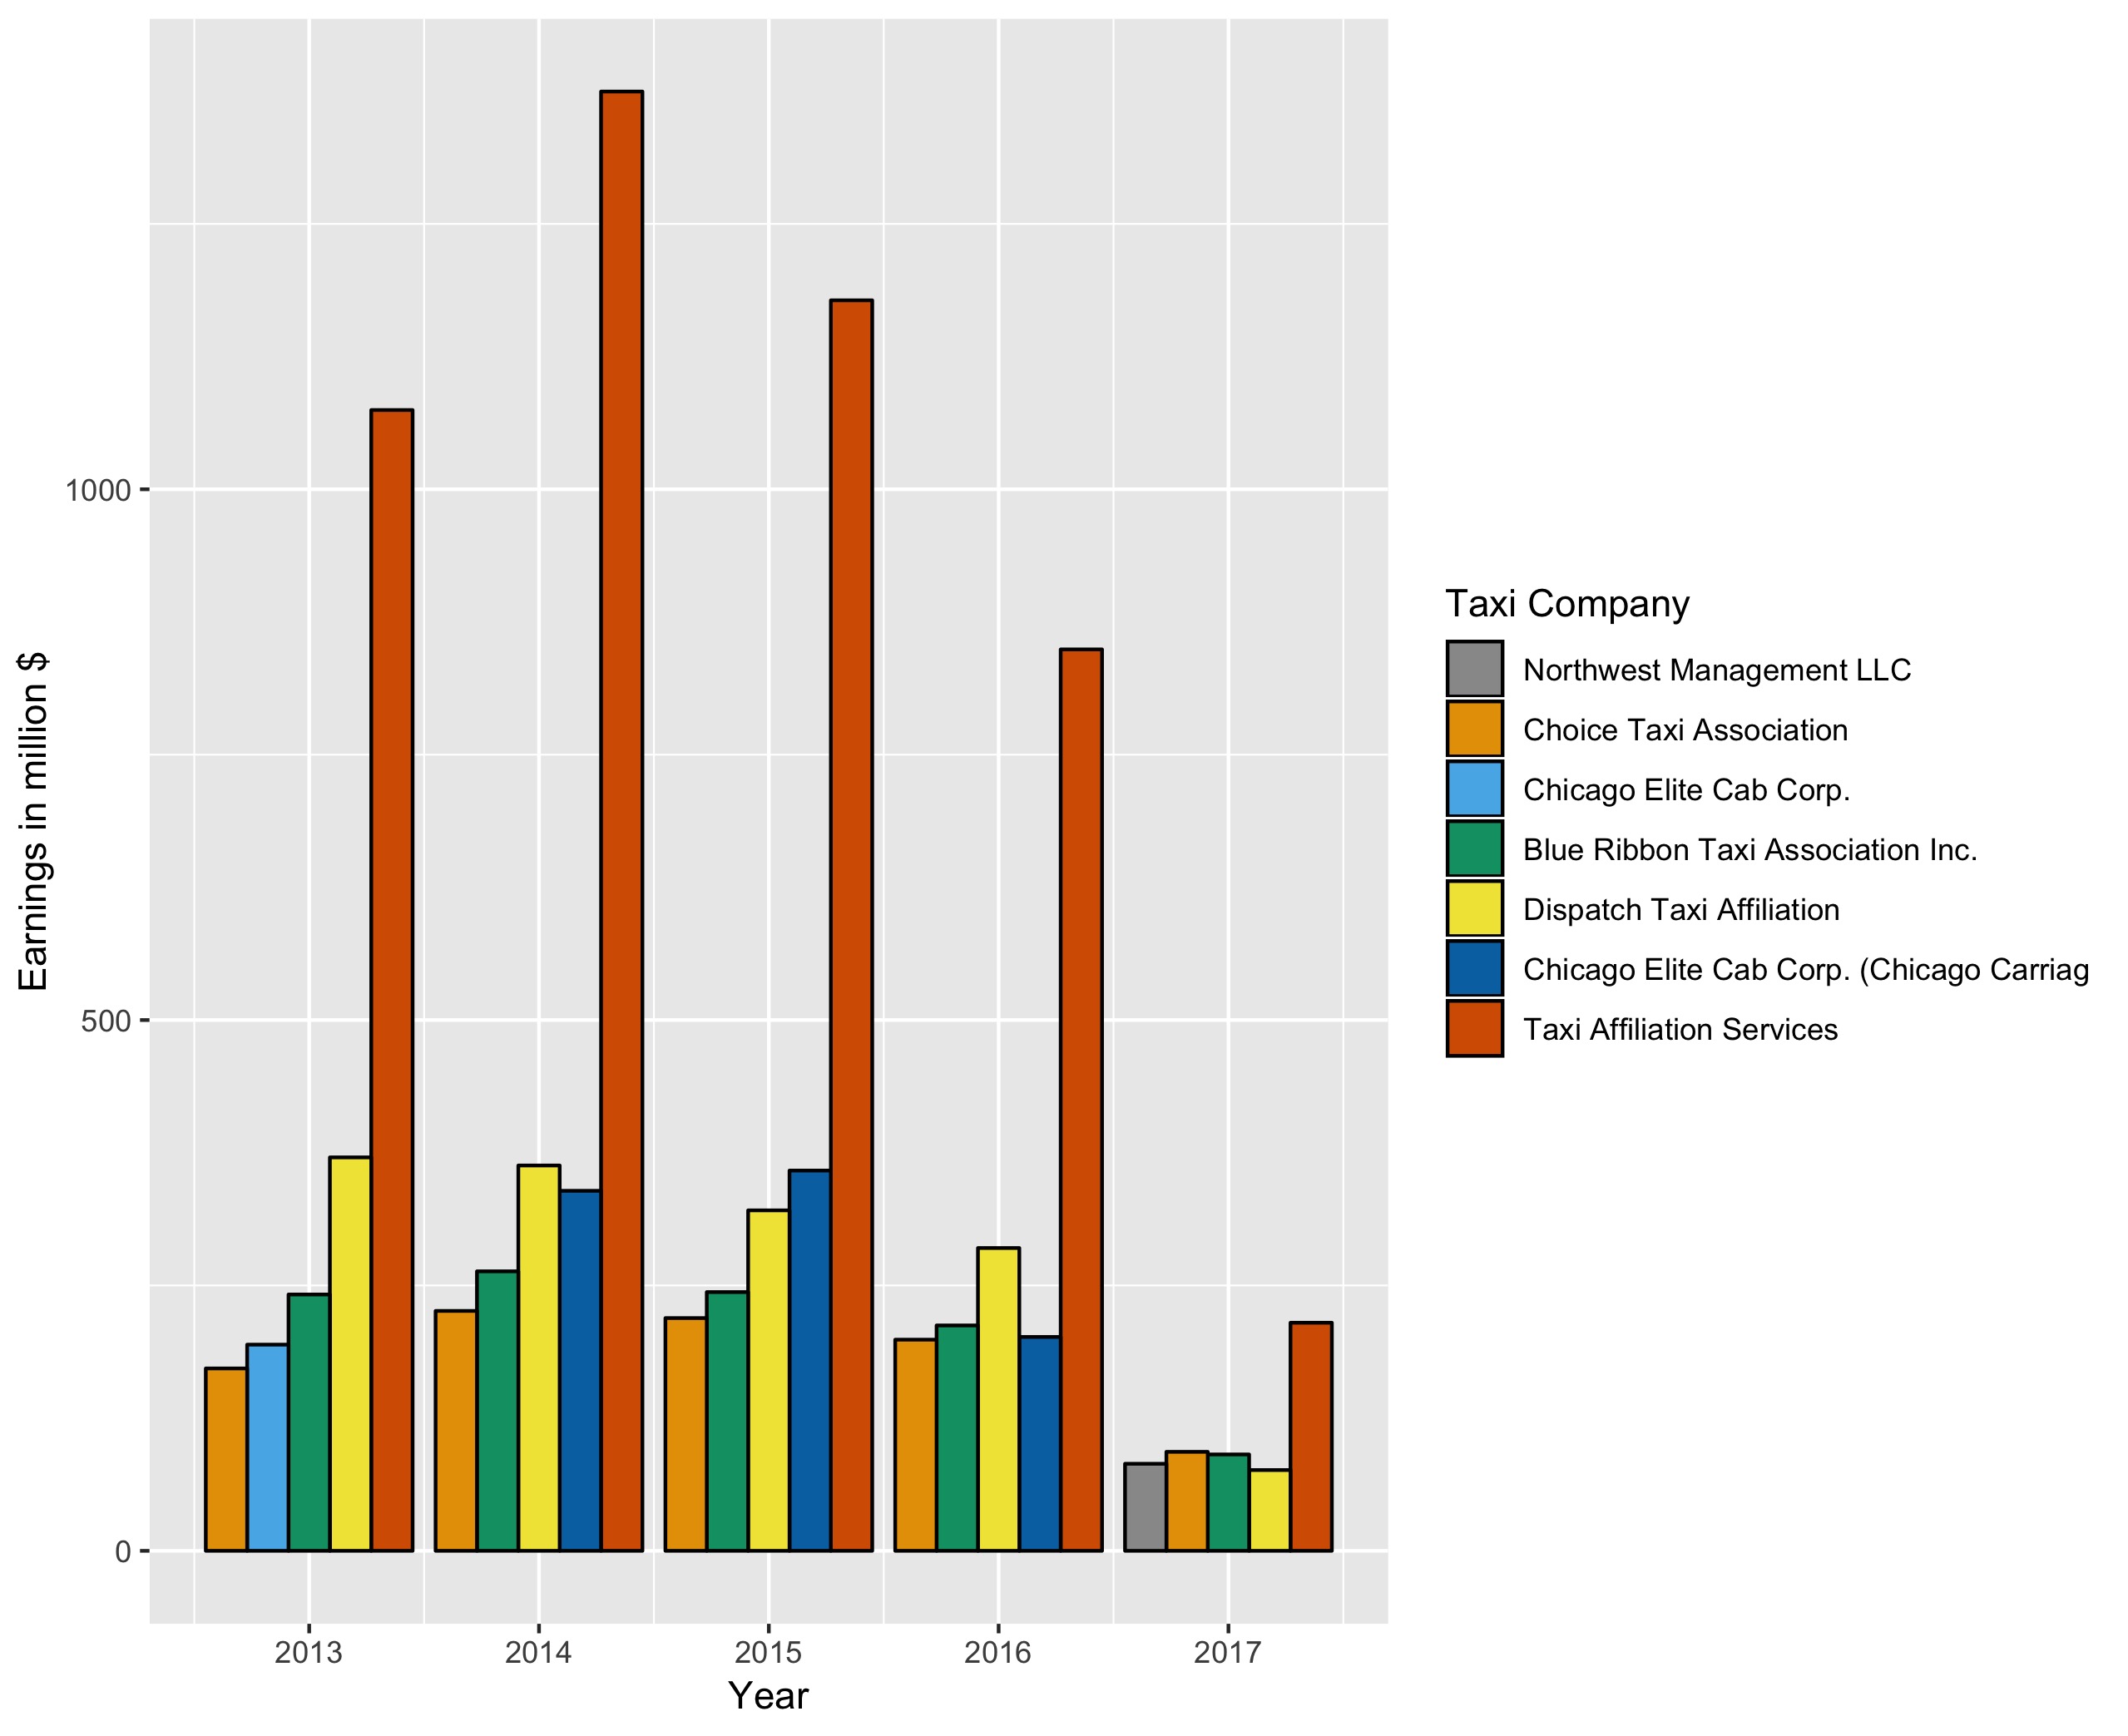 Earnings in million $
1000
500
0
2013 2014 2015 2016 2017
Year
Taxi Company
Northwest Management LLC
Choice Taxi Association
Chicago Elite Cab Corp.
Blue Ribbon Taxi Association Inc.
Dispatch Taxi Affiliation
Chicago Elite Cab Corp. (Chicago Carriag
Taxi Affiliation Services